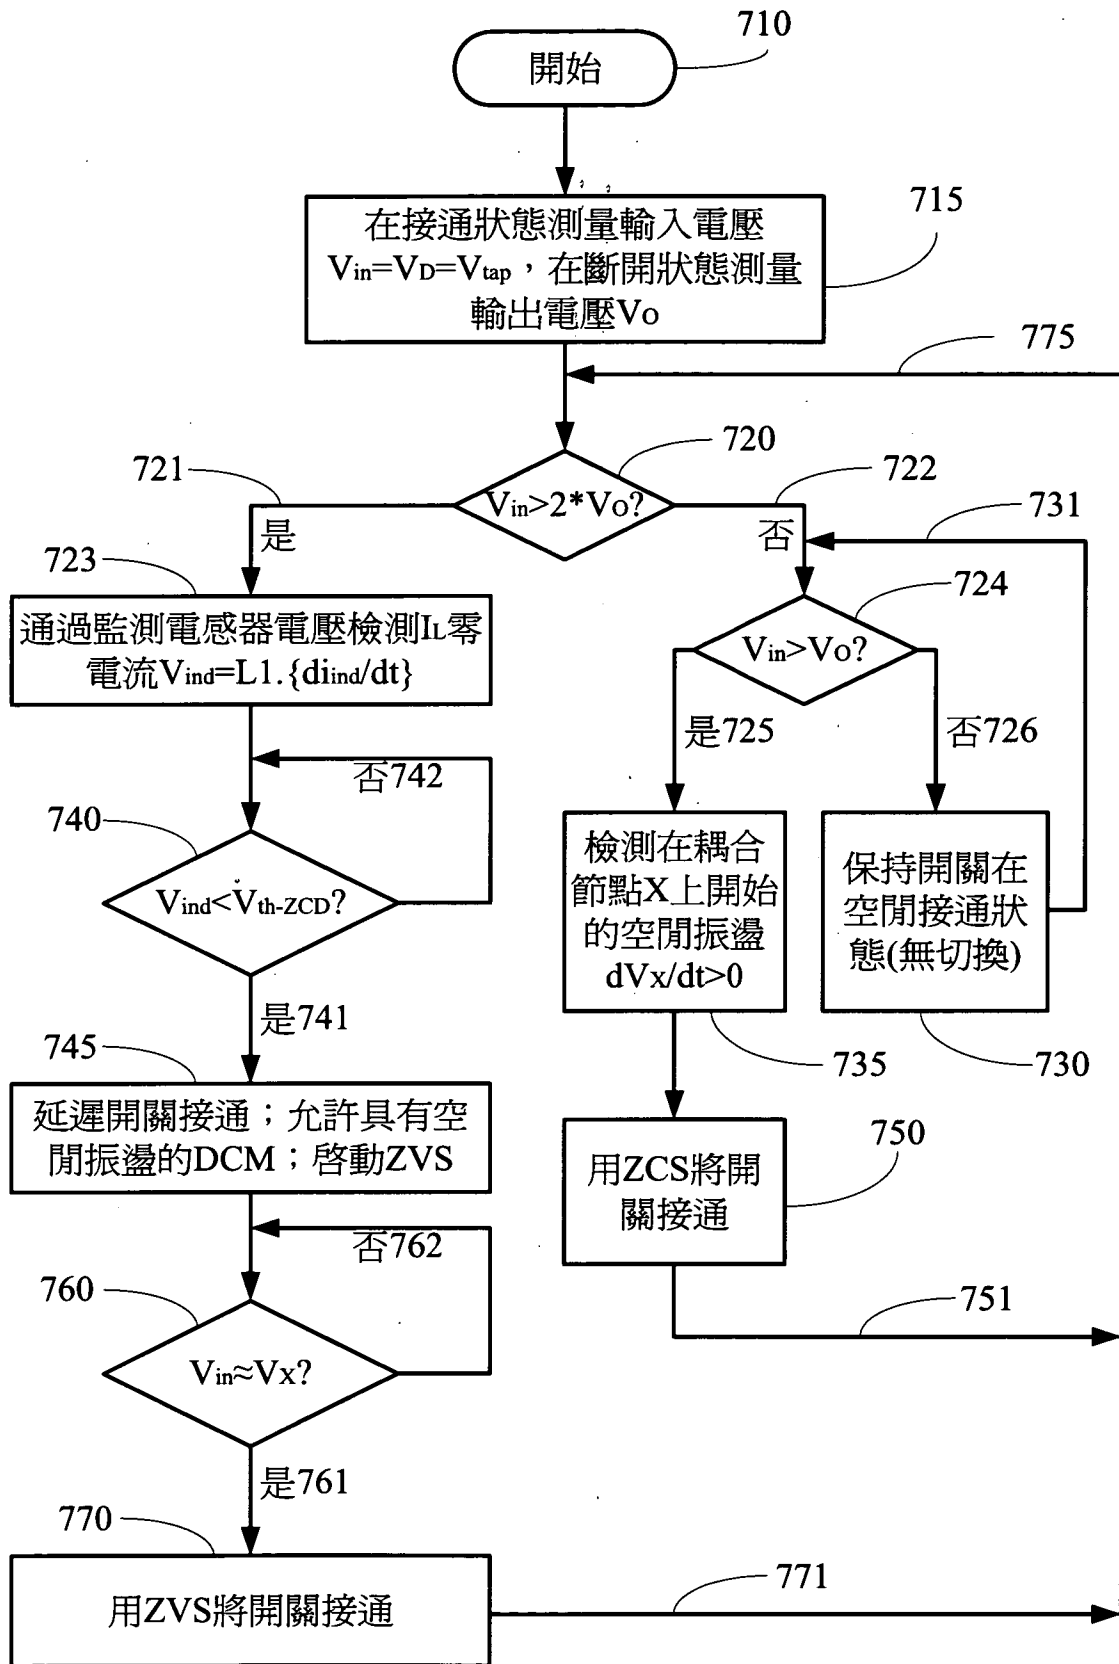 710
開始
715
在接通狀態測量輸入電壓
Vin=VD=Vtap，在斷開狀態測量
輸出電壓VO
775
720
721
722
Vin>2*VO?
731
是
否
723
724
通過監測電感器電壓檢測IL零
電流Vind=L1.{diind/dt}
Vin>VO?
是725
否726
否742
740
Vind<Vth-ZCD?
檢測在耦合
節點X上開始
的空閒振盪
dVX/dt>0
保持開關在
空閒接通狀
態(無切換)
是741
745
735
730
延遲開關接通；允許具有空
閒振盪的DCM；啓動ZVS
750
用ZCS將開
關接通
否762
760
751
Vin≈VX?
是761
770
771
用ZVS將開關接通